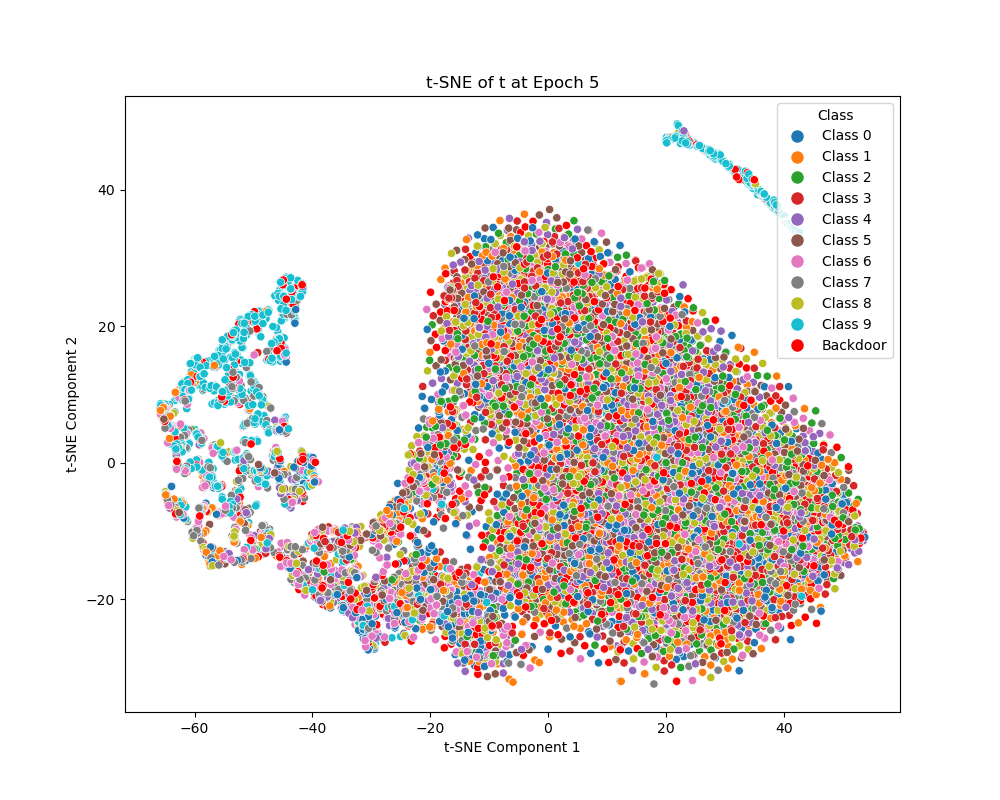 t-SNE of t at Epoch 5
Class
Class 0
Class 1
Class 2
Class 3
Class 4
Class 5
Class 6
Class 7
Class 8
Class 9
Backdoor
40
20
0
−20
t-SNE Component 2
−60
−40
−20
0
20
40
t-SNE Component 1